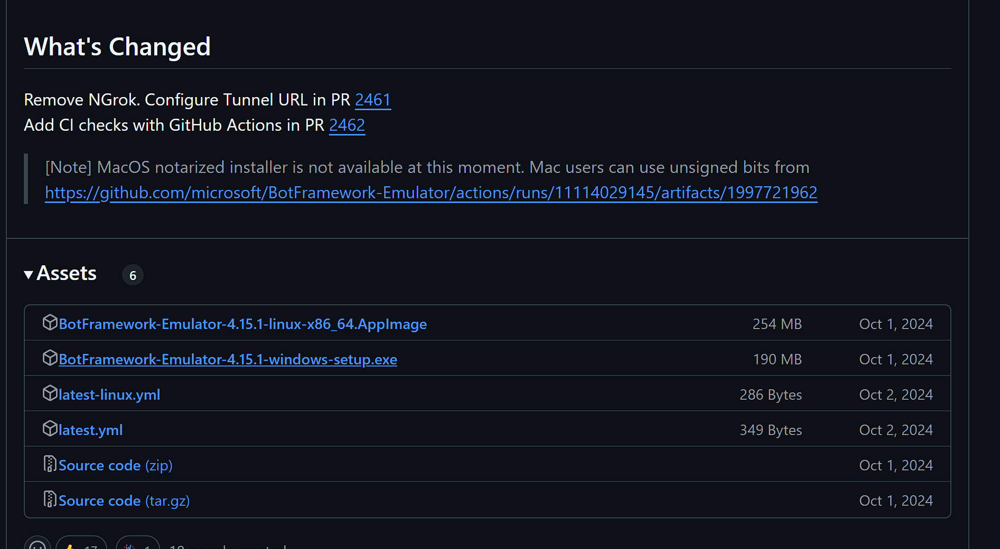 What's Changed
Remove NGrok. Configure Tunnel URL in PR 2461
Add CI checks with GitHub Actions in PR 2462
[Note] MacOS notarized installer is not available at this moment. Mac users can use unsigned bits from
https://github.com/microsoft/BotFramework-Emulator/actions/runs/11114029145/artifacts/1997721962
Assets 6
BotFramework-Emulator-4.15.1-linux-x86_64.AppImage 254 MB Oct 1, 2024
BotFramework-Emulator-4.15.1-windows-setup.exe 190 MB Oct 1, 2024
latest-linux.yml 286 Bytes Oct 2, 2024
latest.yml 349 Bytes Oct 2, 2024
Source code (zip) Oct 1, 2024
Source code (tar.gz) Oct 1, 2024